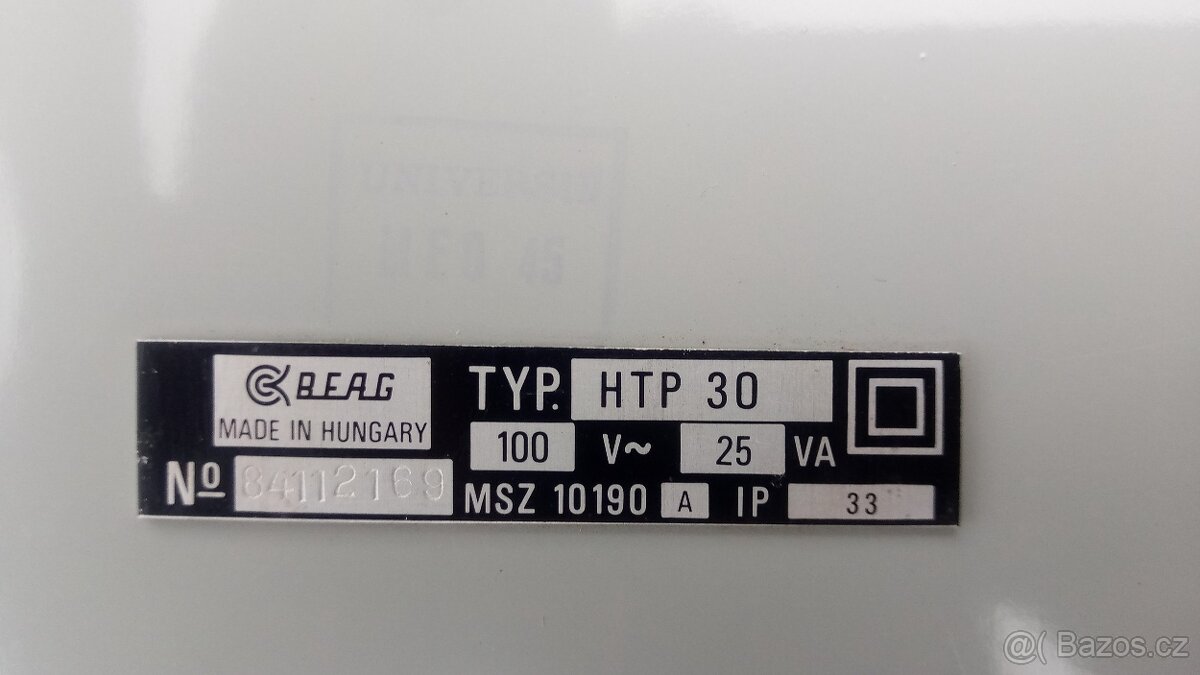 BEAG
MADE IN HUNGARY
TYP. HTP 30
100 V~ 25 VA
No 84112169
MSZ 10190 A IP 33
@( Bazos.cz